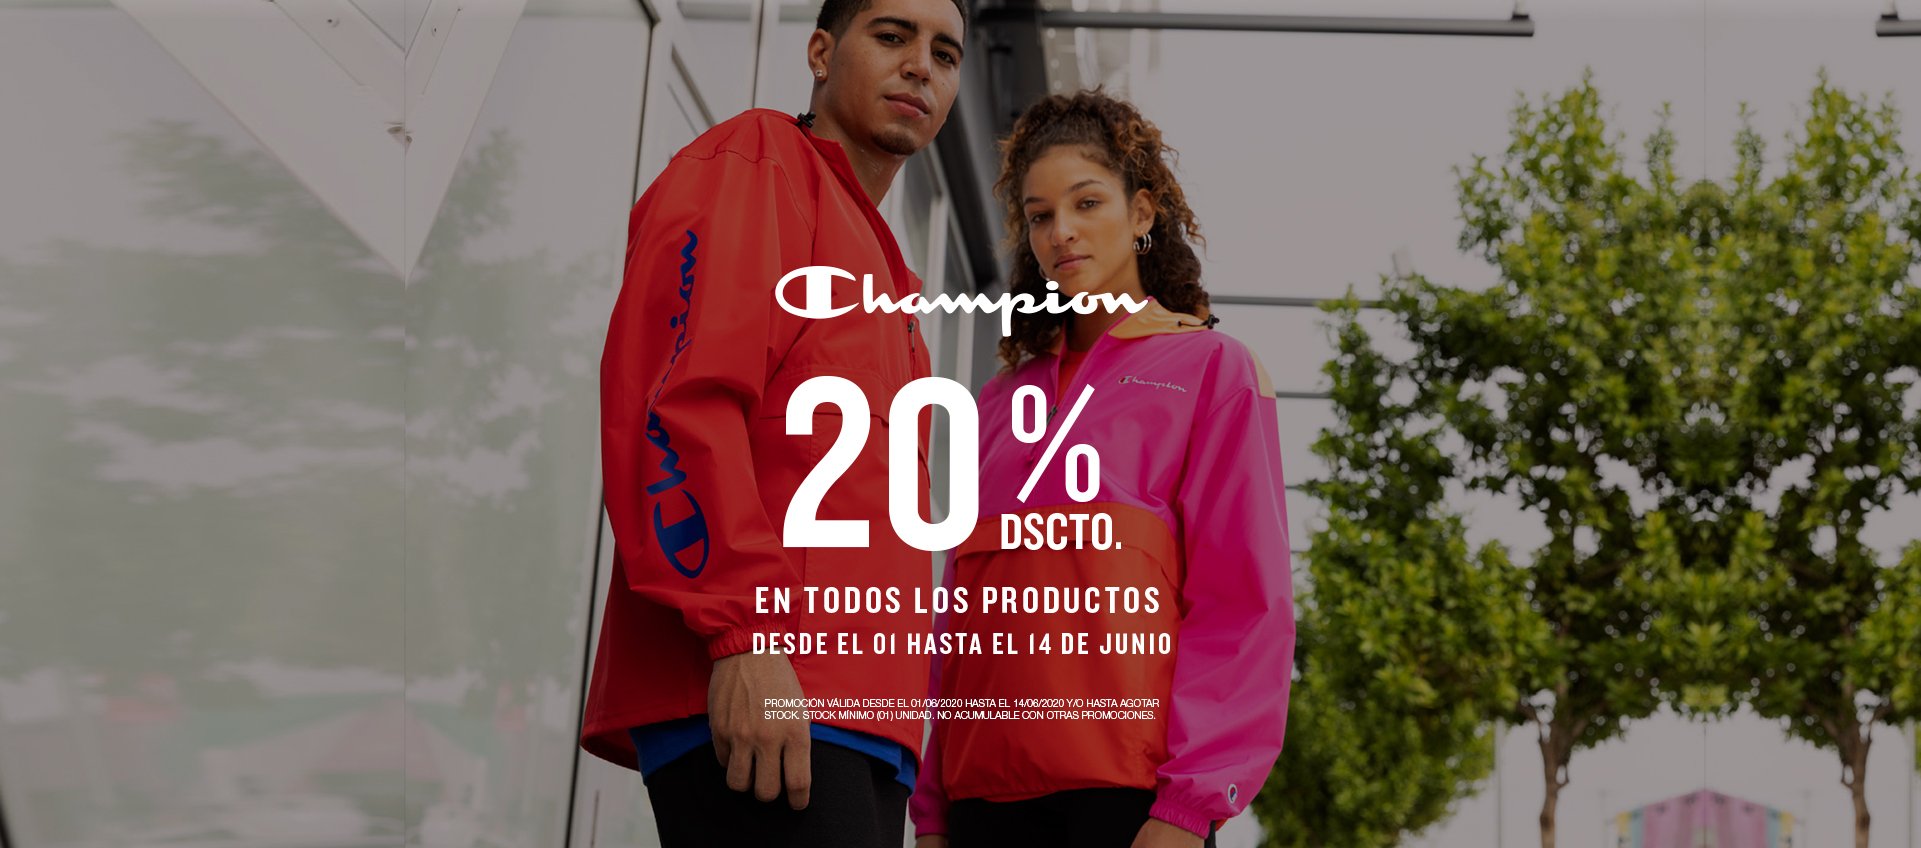 Champion
Champion
Champion
20%
DSCTO.
EN TODOS LOS PRODUCTOS
DESDE EL 01 HASTA EL 14 DE JUNIO
PROMOCIÓN VÁLIDA DESDE EL 01/06/2020 HASTA EL 14/06/2020 Y/O HASTA AGOTAR
STOCK. STOCK MÍNIMO (01) UNIDAD. NO ACUMULABLE CON OTRAS PROMOCIONES.